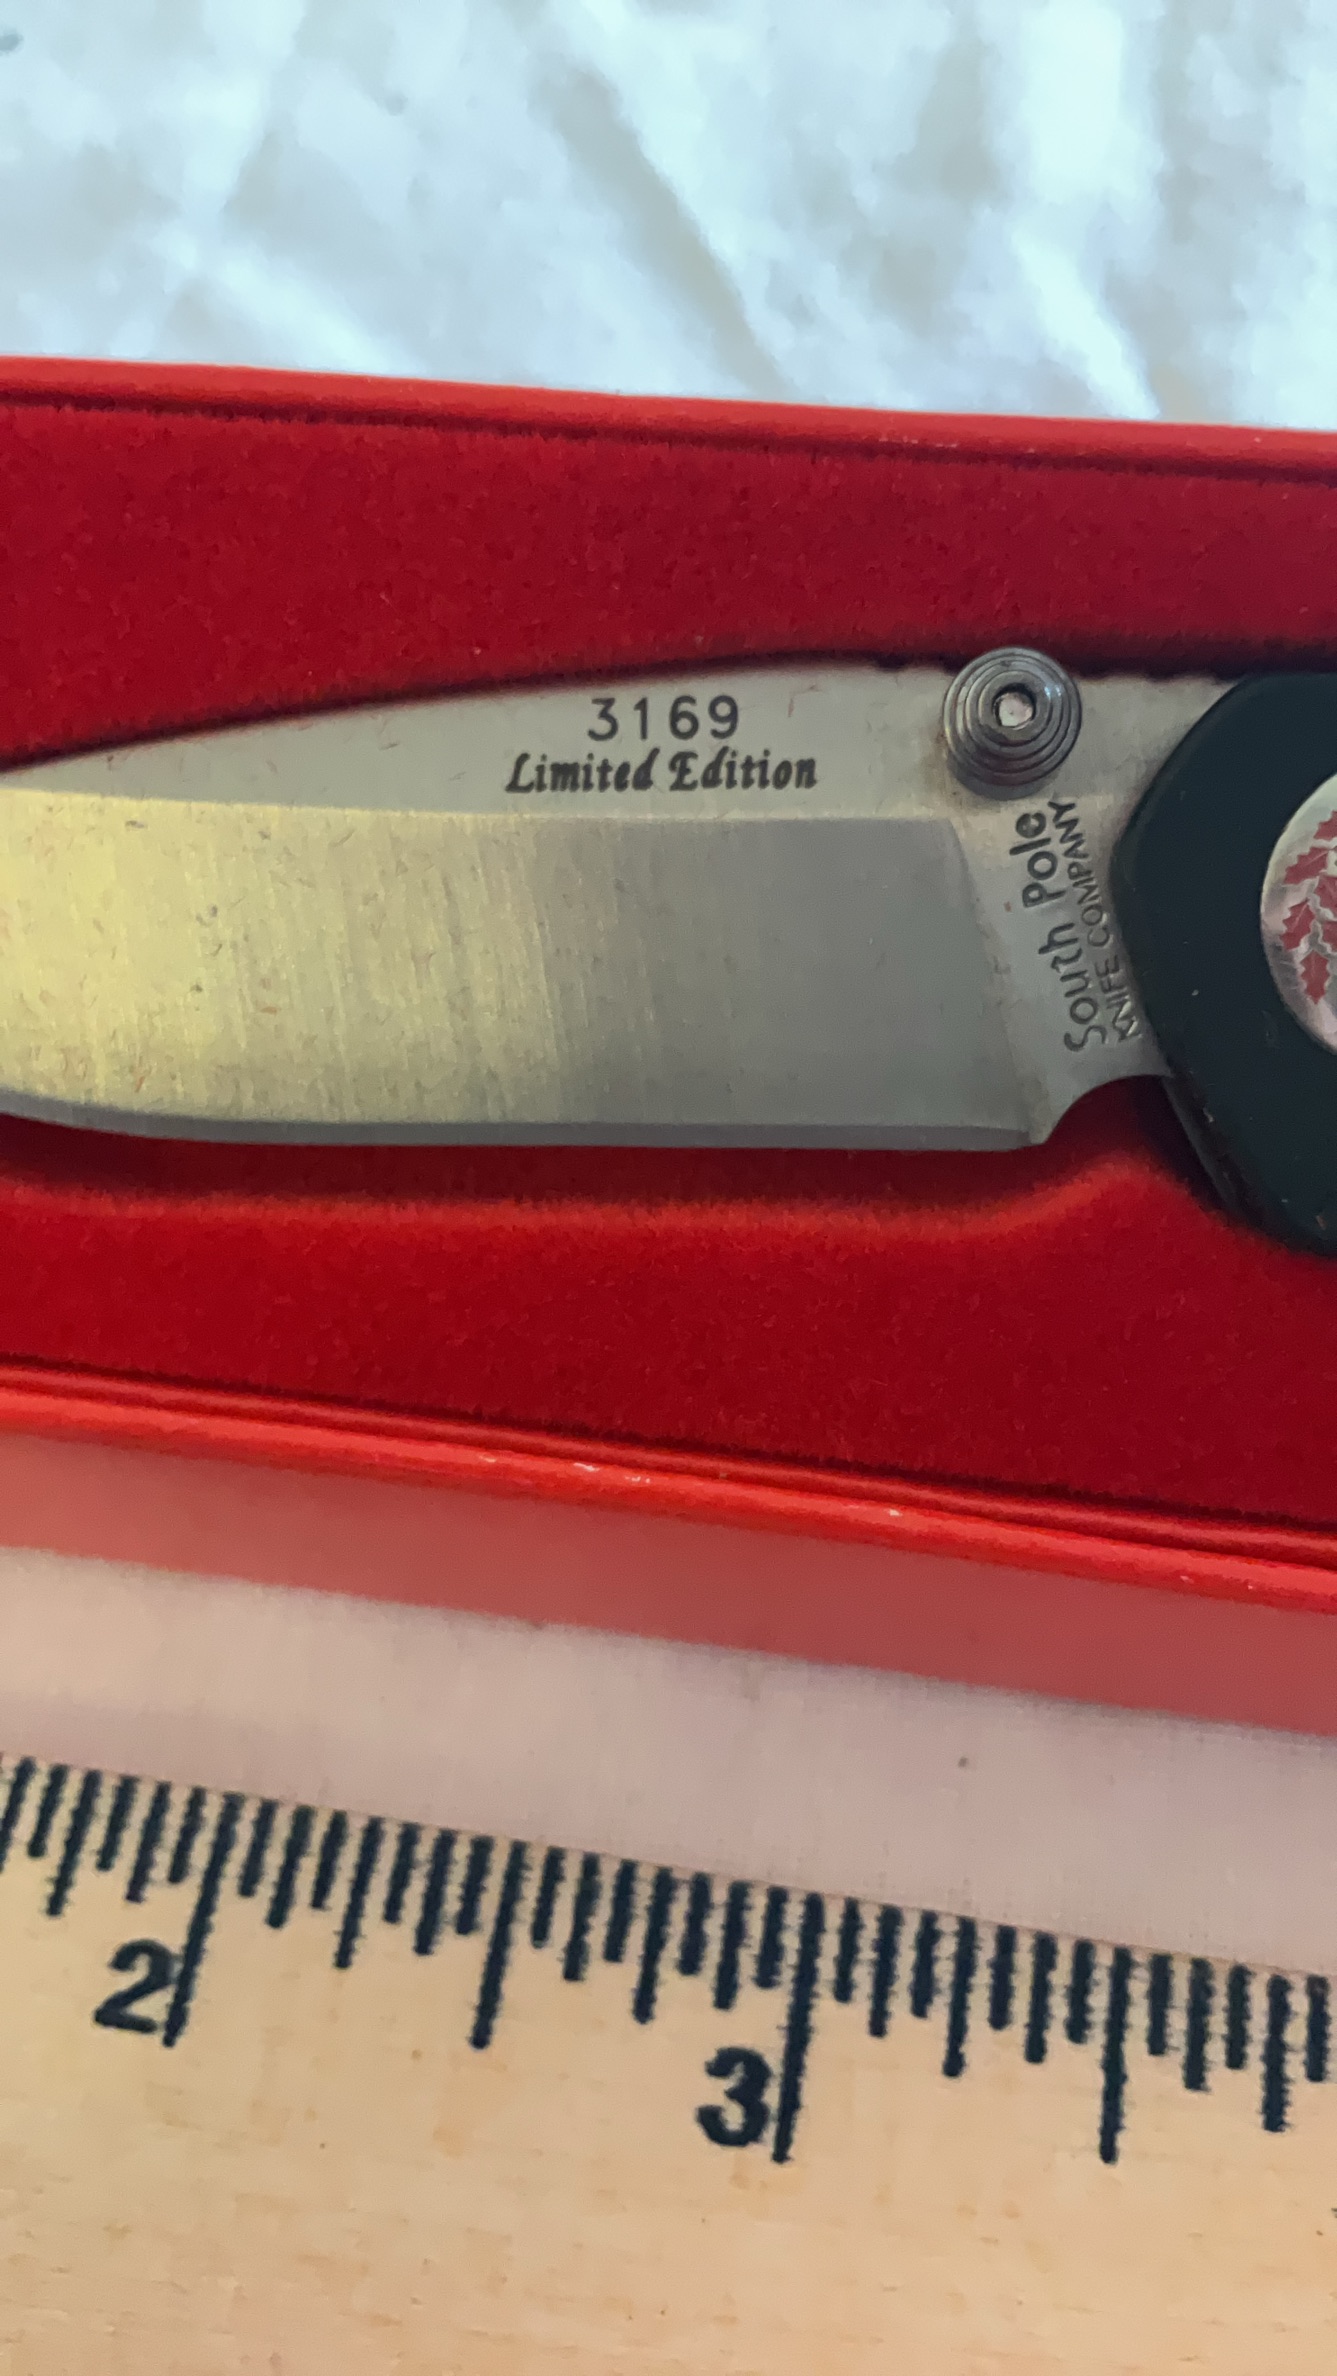 3169
Limited Edition
South Pole
KNIFE COMPANY
2
3